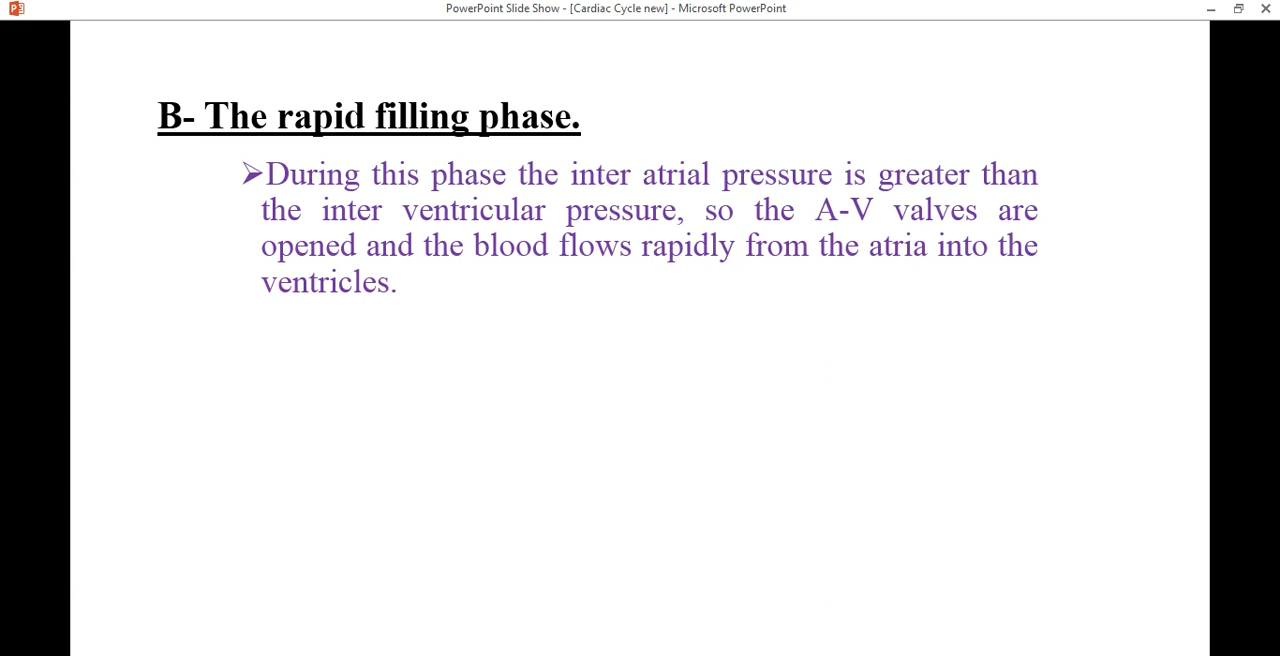 PowerPoint Slide Show - [Cardiac Cycle new] - Microsoft PowerPoint
B- The rapid filling phase.
➢During this phase the inter atrial pressure is greater than
the inter ventricular pressure, so the A-V valves are
opened and the blood flows rapidly from the atria into the
ventricles.